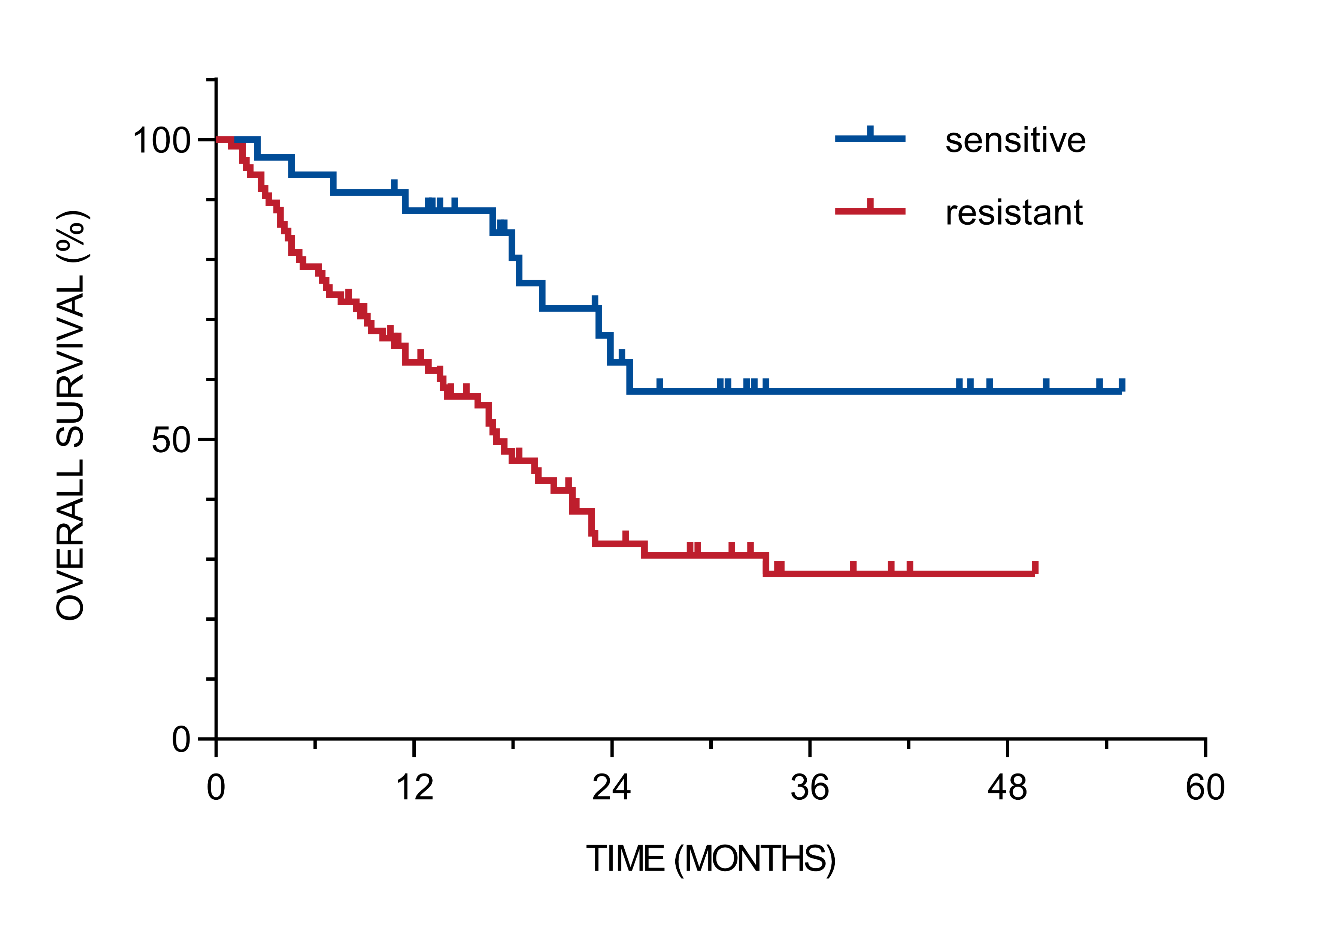 100
50
0
OVERALL SURVIVAL (%)
sensitive
resistant
0 12 24 36 48 60
TIME (MONTHS)